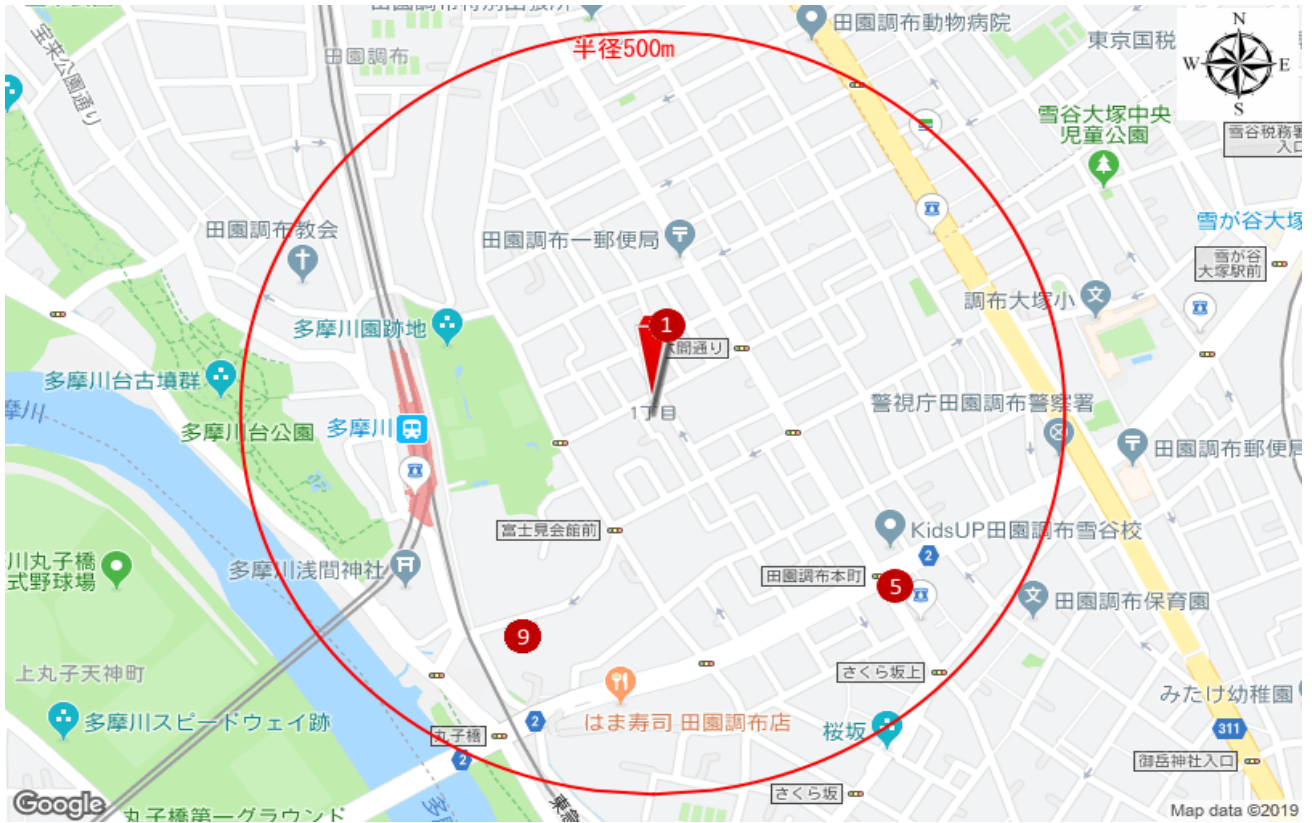 半径500m
田園調布動物病院
東京国税
N
W
E
S
田園調布
宝来公園通り
雪谷大塚中央
児童公園
雪谷税務署
入口
田園調布教会
田園調布一郵便局
雪が谷大塚
雪が谷
大塚駅前
調布大塚小
多摩川園跡地
1
本間通り
多摩川台古墳群
1丁目
警視庁田園調布警察署
摩川
多摩川台公園
多摩川
田園調布郵便局
富士見会館前
KidsUP田園調布雪谷校
2
川丸子橋
式野球場
多摩川浅間神社
田園調布本町
5
田園調布保育園
9
上丸子天神町
さくら坂上
みたけ幼稚園
多摩川スピードウェイ跡
はま寿司 田園調布店
桜坂
2
丸子橋
311
2
御岳神社入口
さくら坂
Google
丸子橋第一グラウンド
多
東急
Map data ©2019